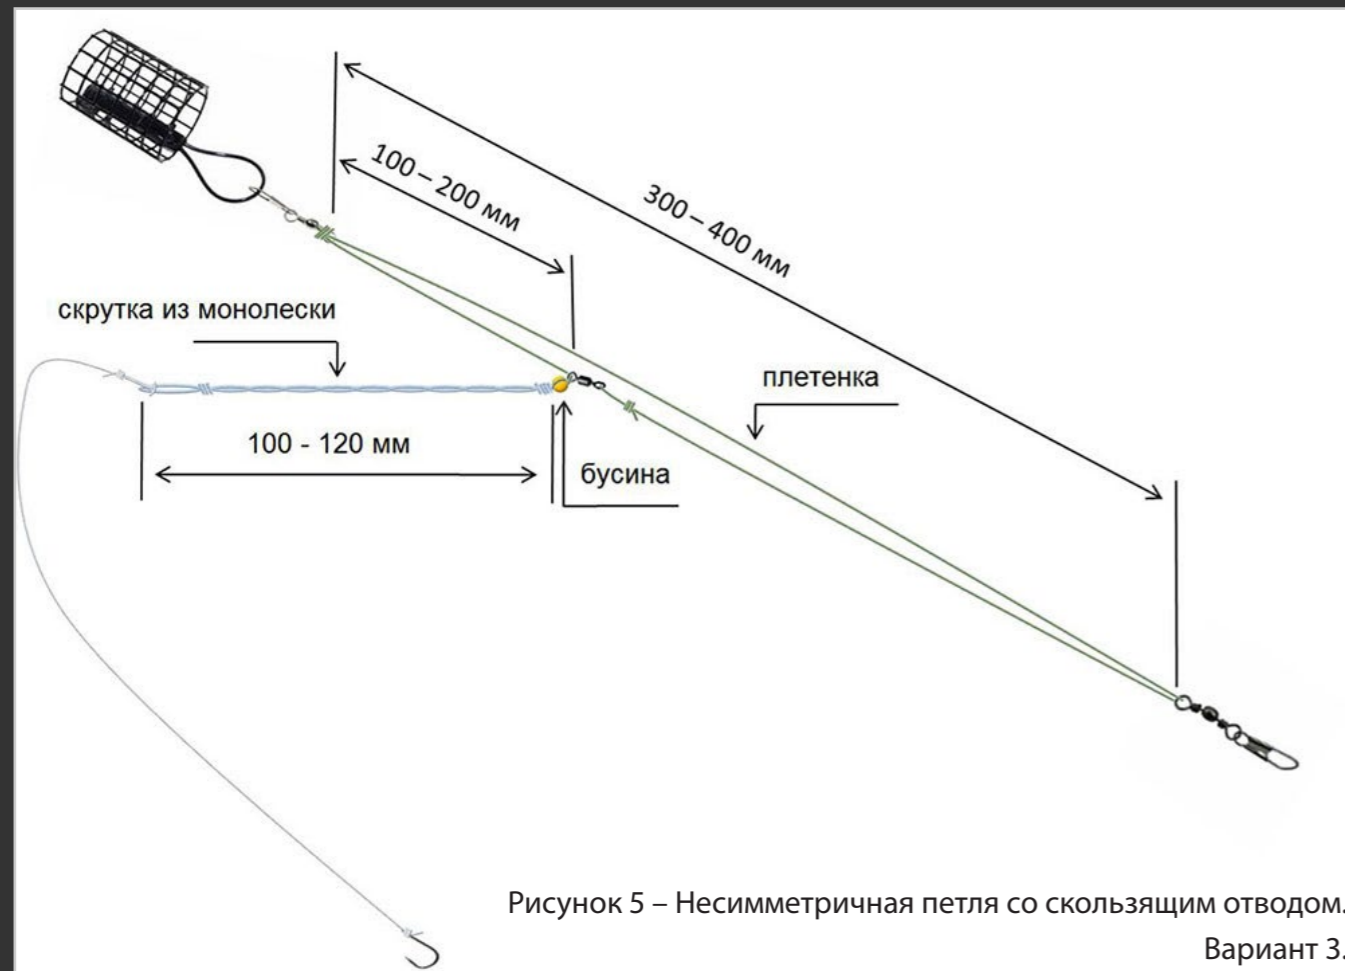 300 – 400 мм
100 – 200 мм
скрутка из монолески
плетенка
100 - 120 мм
бусина
Рисунок 5 – Несимметричная петля со скользящим отводом.
Вариант 3.